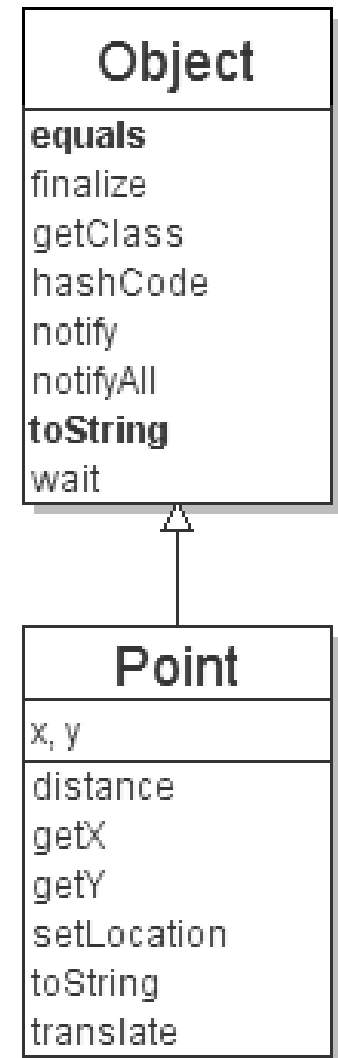 Object
equals
finalize
getClass
hashCode
notify
notifyAll
toString
wait
Point
x, y
distance
getX
getY
setLocation
toString
translate